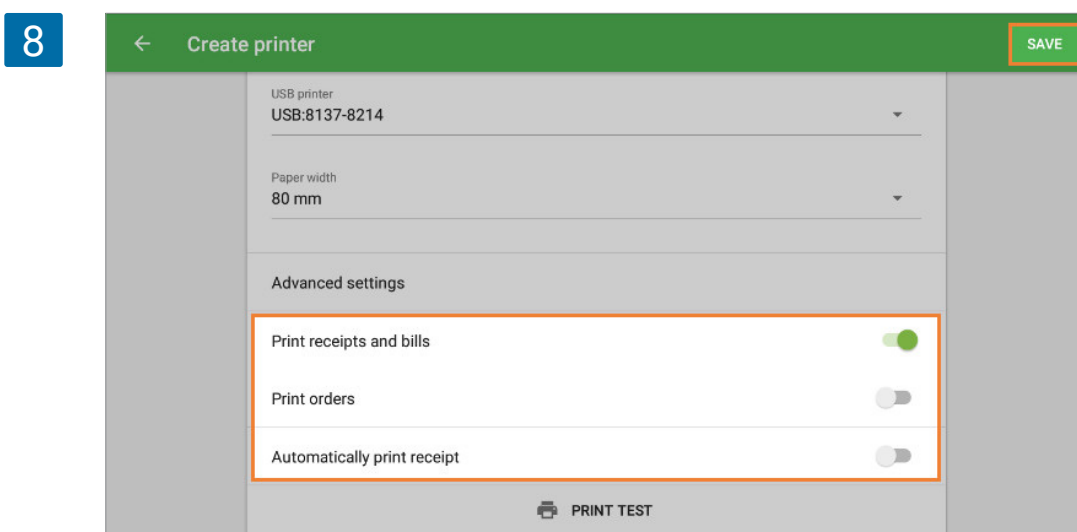 8
Create printer
SAVE
USB printer
USB:8137-8214
Paper width
80 mm
Advanced settings
Print receipts and bills
Print orders
Automatically print receipt
PRINT TEST